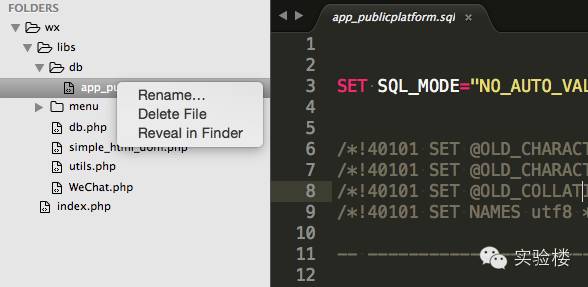 FOLDERS
wx
libs
db
app_pu
Rename...
Delete File
Reveal in Finder
menu
db.php
simple_html_dom.php
utils.php
WeChat.php
index.php
app_publicplatform.sql ×
1
2
3 SET SQL_MODE="NO_AUTO_VAL
4
5
6 /*!40101 SET @OLD_CHARACT
7 /*!40101 SET @OLD_CHARACT
8 /*!40101 SET @OLD_COLLATI
9 /*!40101 SET NAMES utf8 *
10
11 -- --------------------
12
实验楼